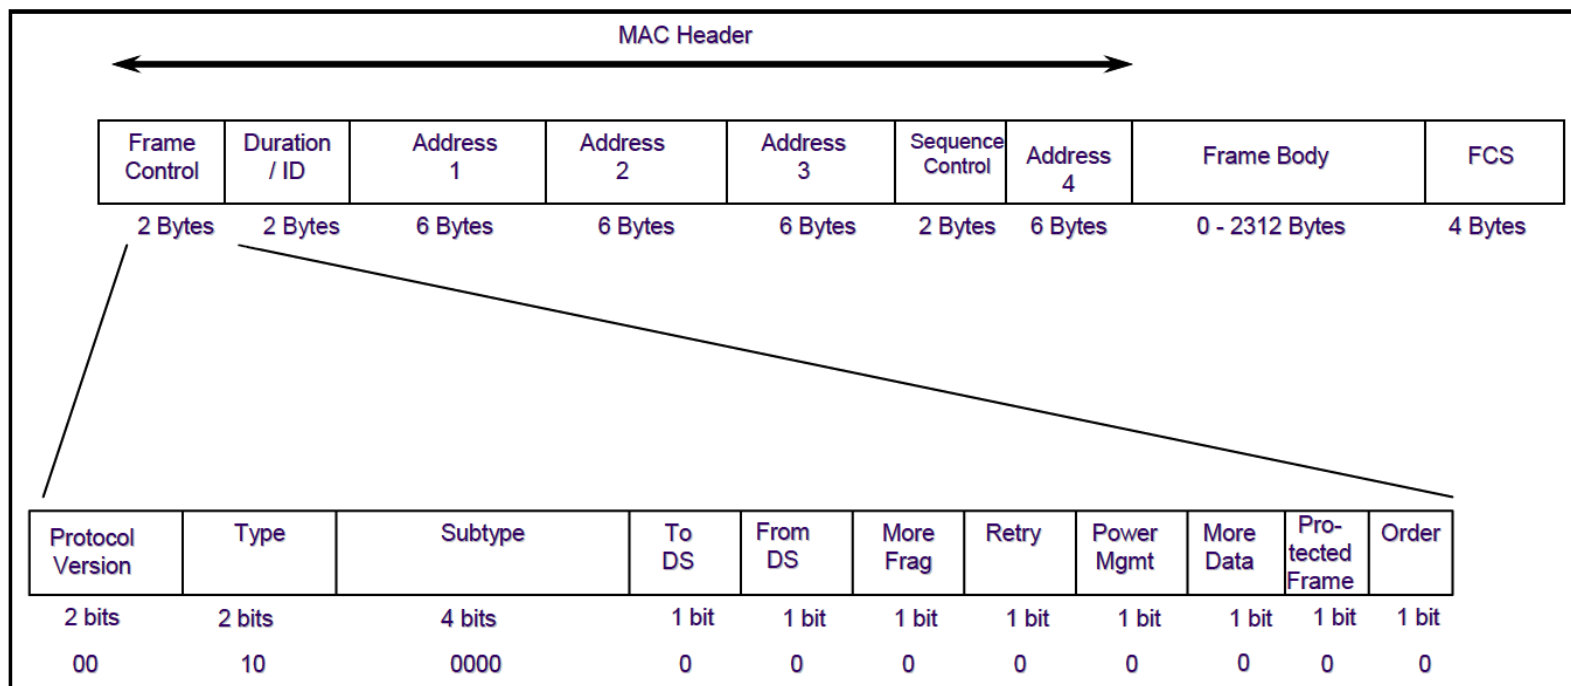 MAC Header
Frame Control
Duration / ID
Address 1
Address 2
Address 3
Sequence Control
Address 4
Frame Body
FCS
2 Bytes 2 Bytes 6 Bytes 6 Bytes 6 Bytes 2 Bytes 6 Bytes 0 - 2312 Bytes 4 Bytes
Protocol Version
Type
Subtype
To DS
From DS
More Frag
Retry
Power Mgmt
More Data
Pro-
tected
Frame
Order
2 bits 2 bits 4 bits 1 bit 1 bit 1 bit 1 bit 1 bit 1 bit 1 bit 1 bit
00 10 0000 0 0 0 0 0 0 0 0